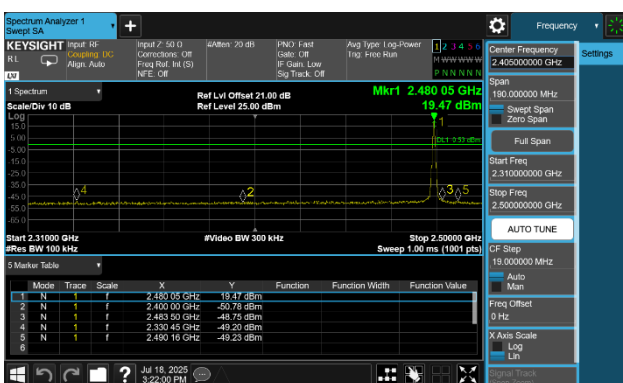 Spectrum Analyzer 1
Swept SA
Frequency
KEYSIGHT
Input: RF
Input Z: 50 Ω
#Atten: 20 dB
PNO: Fast
Avg Type: Log-Power
1 2 3 4 5 6
RL
Coupling: DC
Corrections: Off
Gate: Off
Trig: Free Run
M W W W W W
Align: Auto
Freq Ref: Int (S)
IF Gain: Low
NFE: Off
Sig Track: Off
P N N N N N
LXI
Center Frequency
2.405000000 GHz
Settings
1 Spectrum
Ref Lvl Offset 21.00 dB
Mkr1 2.480 05 GHz
Scale/Div 10 dB
Ref Level 25.00 dBm
19.47 dBm
Log
15.0
5.00
-5.00
-15.0
-25.0
-35.0
-45.0
-55.0
-65.0
1
DL1 -0.53 dBm
4
2
3
5
Start 2.31000 GHz
#Video BW 300 kHz
Stop 2.50000 GHz
#Res BW 100 kHz
Sweep 1.00 ms (1001 pts)
Span
190.000000 MHz
Swept Span
Zero Span
Full Span
Start Freq
2.310000000 GHz
Stop Freq
2.500000000 GHz
AUTO TUNE
CF Step
19.000000 MHz
Auto
Man
Freq Offset
0 Hz
X Axis Scale
Log
Lin
Signal Track
5 Marker Table
Mode Trace Scale X Y Function Function Width Function Value
1 N 1 f 2.480 05 GHz 19.47 dBm
2 N 1 f 2.400 00 GHz -50.78 dBm
3 N 1 f 2.483 50 GHz -48.75 dBm
4 N 1 f 2.330 45 GHz -49.20 dBm
5 N 1 f 2.490 16 GHz -49.23 dBm
6
Jul 18, 2025
3:22:00 PM